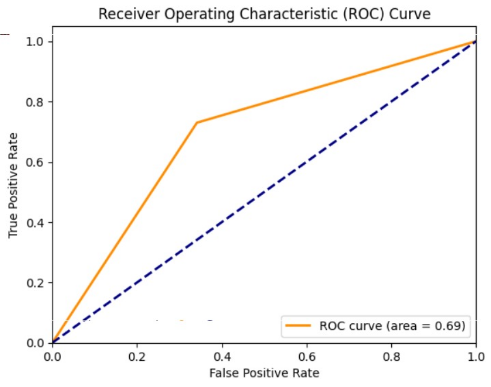 Receiver Operating Characteristic (ROC) Curve
1.0
0.8
0.6
0.4
0.2
0.0
True Positive Rate
ROC curve (area = 0.69)
0.0 0.2 0.4 0.6 0.8 1.0
False Positive Rate